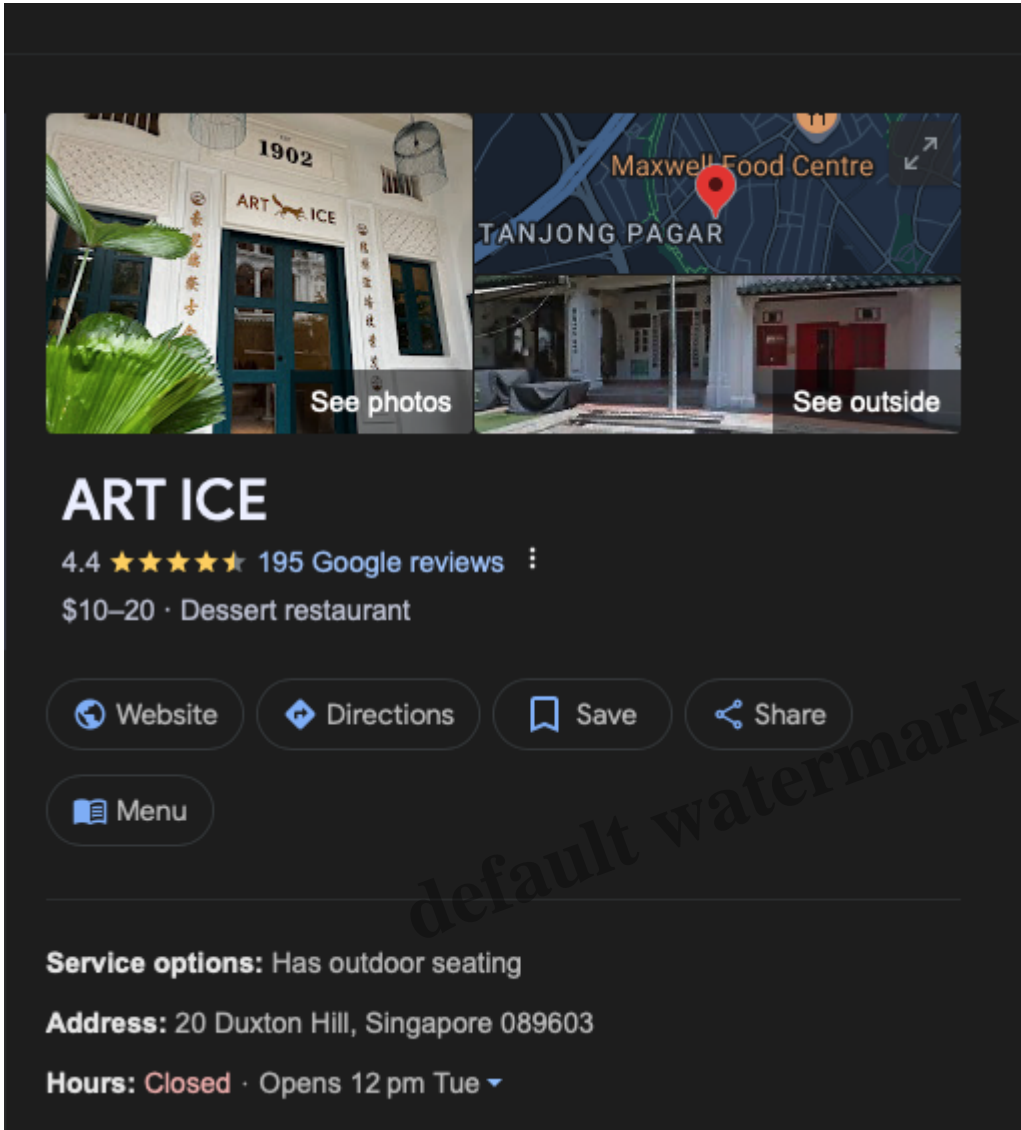 1902
ART ICE
Maxwell Food Centre
TANJONG PAGAR
See photos
See outside
ART ICE
4.4 195 Google reviews
$10–20 · Dessert restaurant
Website Directions Save Share
Menu
default watermark
Service options: Has outdoor seating
Address: 20 Duxton Hill, Singapore 089603
Hours: Closed · Opens 12 pm Tue